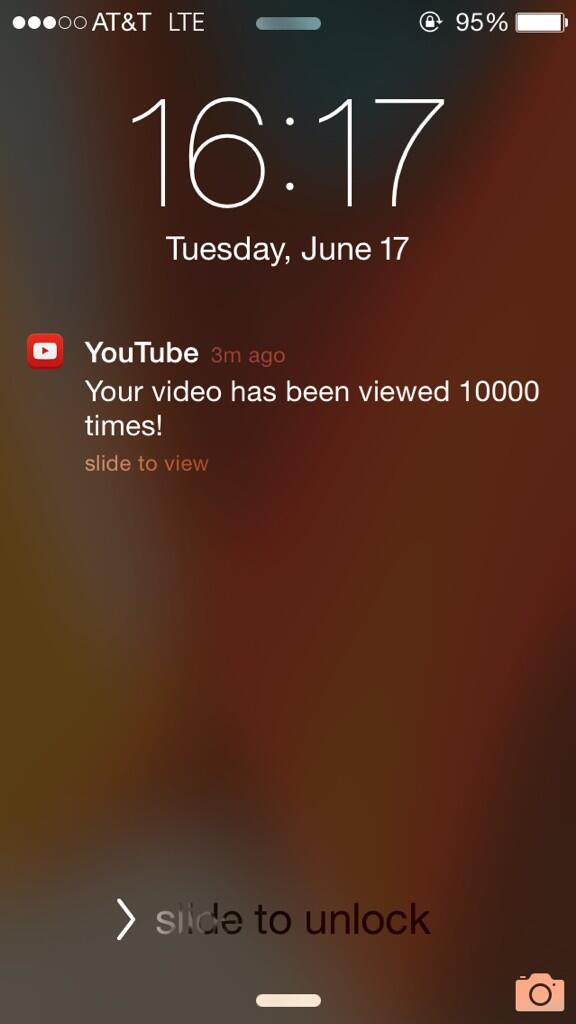 ●●●○○ AT&T LTE 95%
16:17
Tuesday, June 17
YouTube 3m ago
Your video has been viewed 10000
times!
slide to view
slide to unlock